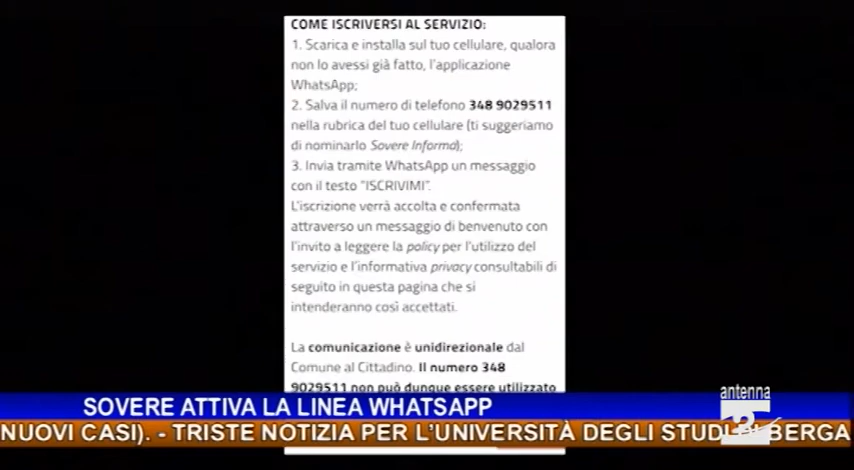 COME ISCRIVERSI AL SERVIZIO:
1. Scarica e installa sul tuo cellulare, qualora
non lo avessi già fatto, l'applicazione
WhatsApp;
2. Salva il numero di telefono 348 9029511
nella rubrica del tuo cellulare (ti suggeriamo
di nominarlo Sovere Informa);
3. Invia tramite WhatsApp un messaggio
con il testo "ISCRIVIMI".
L'iscrizione verrà accolta e confermata
attraverso un messaggio di benvenuto con
l'invito a leggere la policy per l'utilizzo del
servizio e l'informativa privacy consultabili di
seguito in questa pagina che si
intenderanno così accettati.
La comunicazione è unidirezionale dal
Comune al Cittadino. Il numero 348
9029511 non può dunque essere utilizzato
SOVERE ATTIVA LA LINEA WHATSAPP
antenna
2
NUOVI CASI). - TRISTE NOTIZIA PER L'UNIVERSITÀ DEGLI STUDI DI BERGA